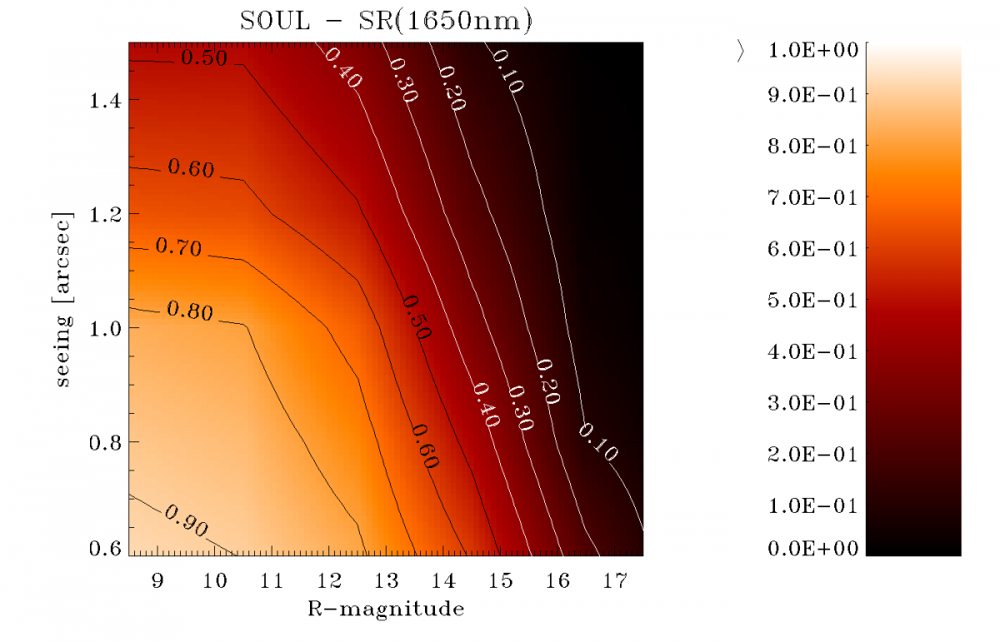 SOUL - SR(1650nm)
0.50
0.40
0.30
0.20
0.10
0.60
0.70
0.80
0.50
0.40
0.30
0.20
0.10
0.60
0.90
1.4
1.2
1.0
0.8
0.6
seeing [arcsec]
9 10 11 12 13 14 15 16 17
R-magnitude
⟩ 1.0E+00
9.0E-01
8.0E-01
7.0E-01
6.0E-01
5.0E-01
4.0E-01
3.0E-01
2.0E-01
1.0E-01
0.0E+00